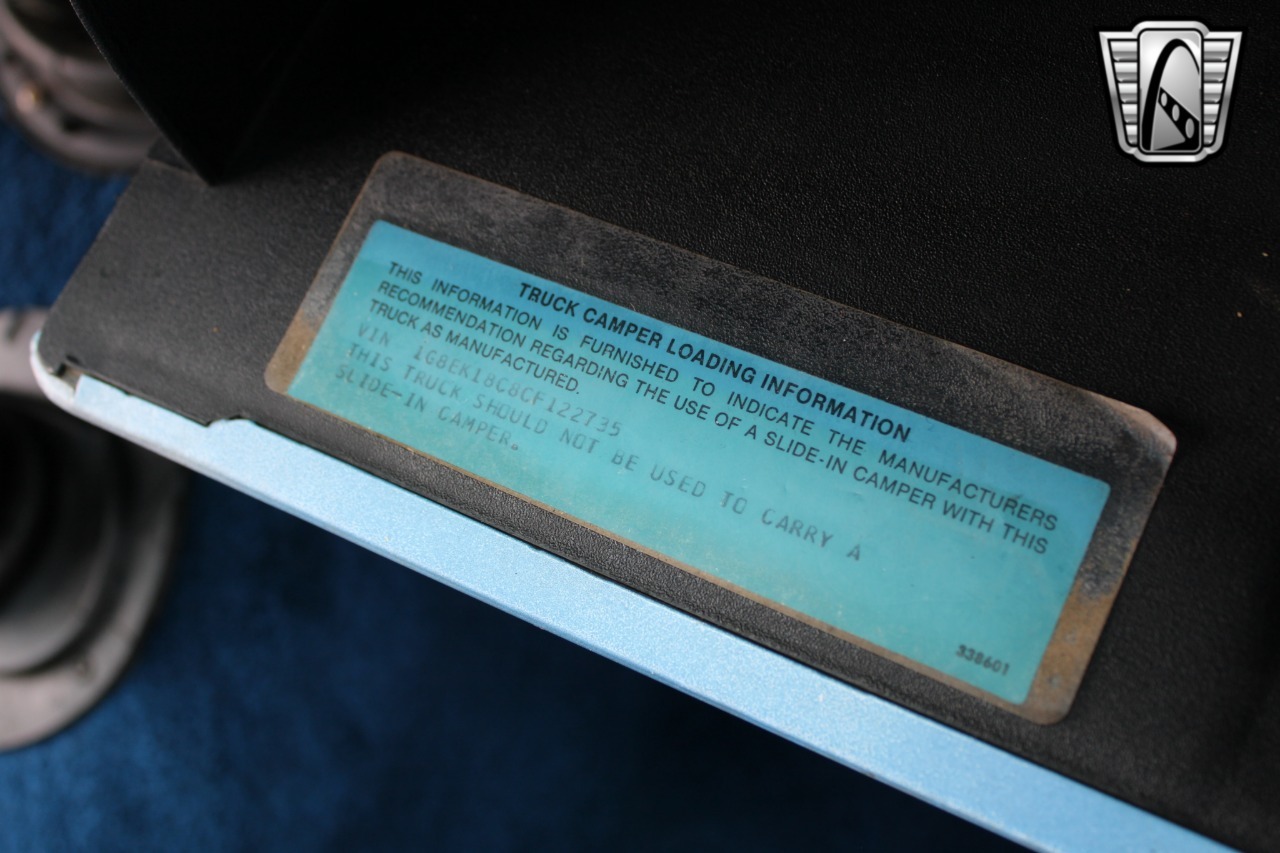 TRUCK CAMPER LOADING INFORMATION
THIS INFORMATION IS FURNISHED TO INDICATE THE MANUFACTURERS
RECOMMENDATION REGARDING THE USE OF A SLIDE-IN CAMPER WITH THIS
TRUCK AS MANUFACTURED.
VIN 1G8EK18C8CF122735
THIS TRUCK SHOULD NOT BE USED TO CARRY A
SLIDE-IN CAMPER.
338601